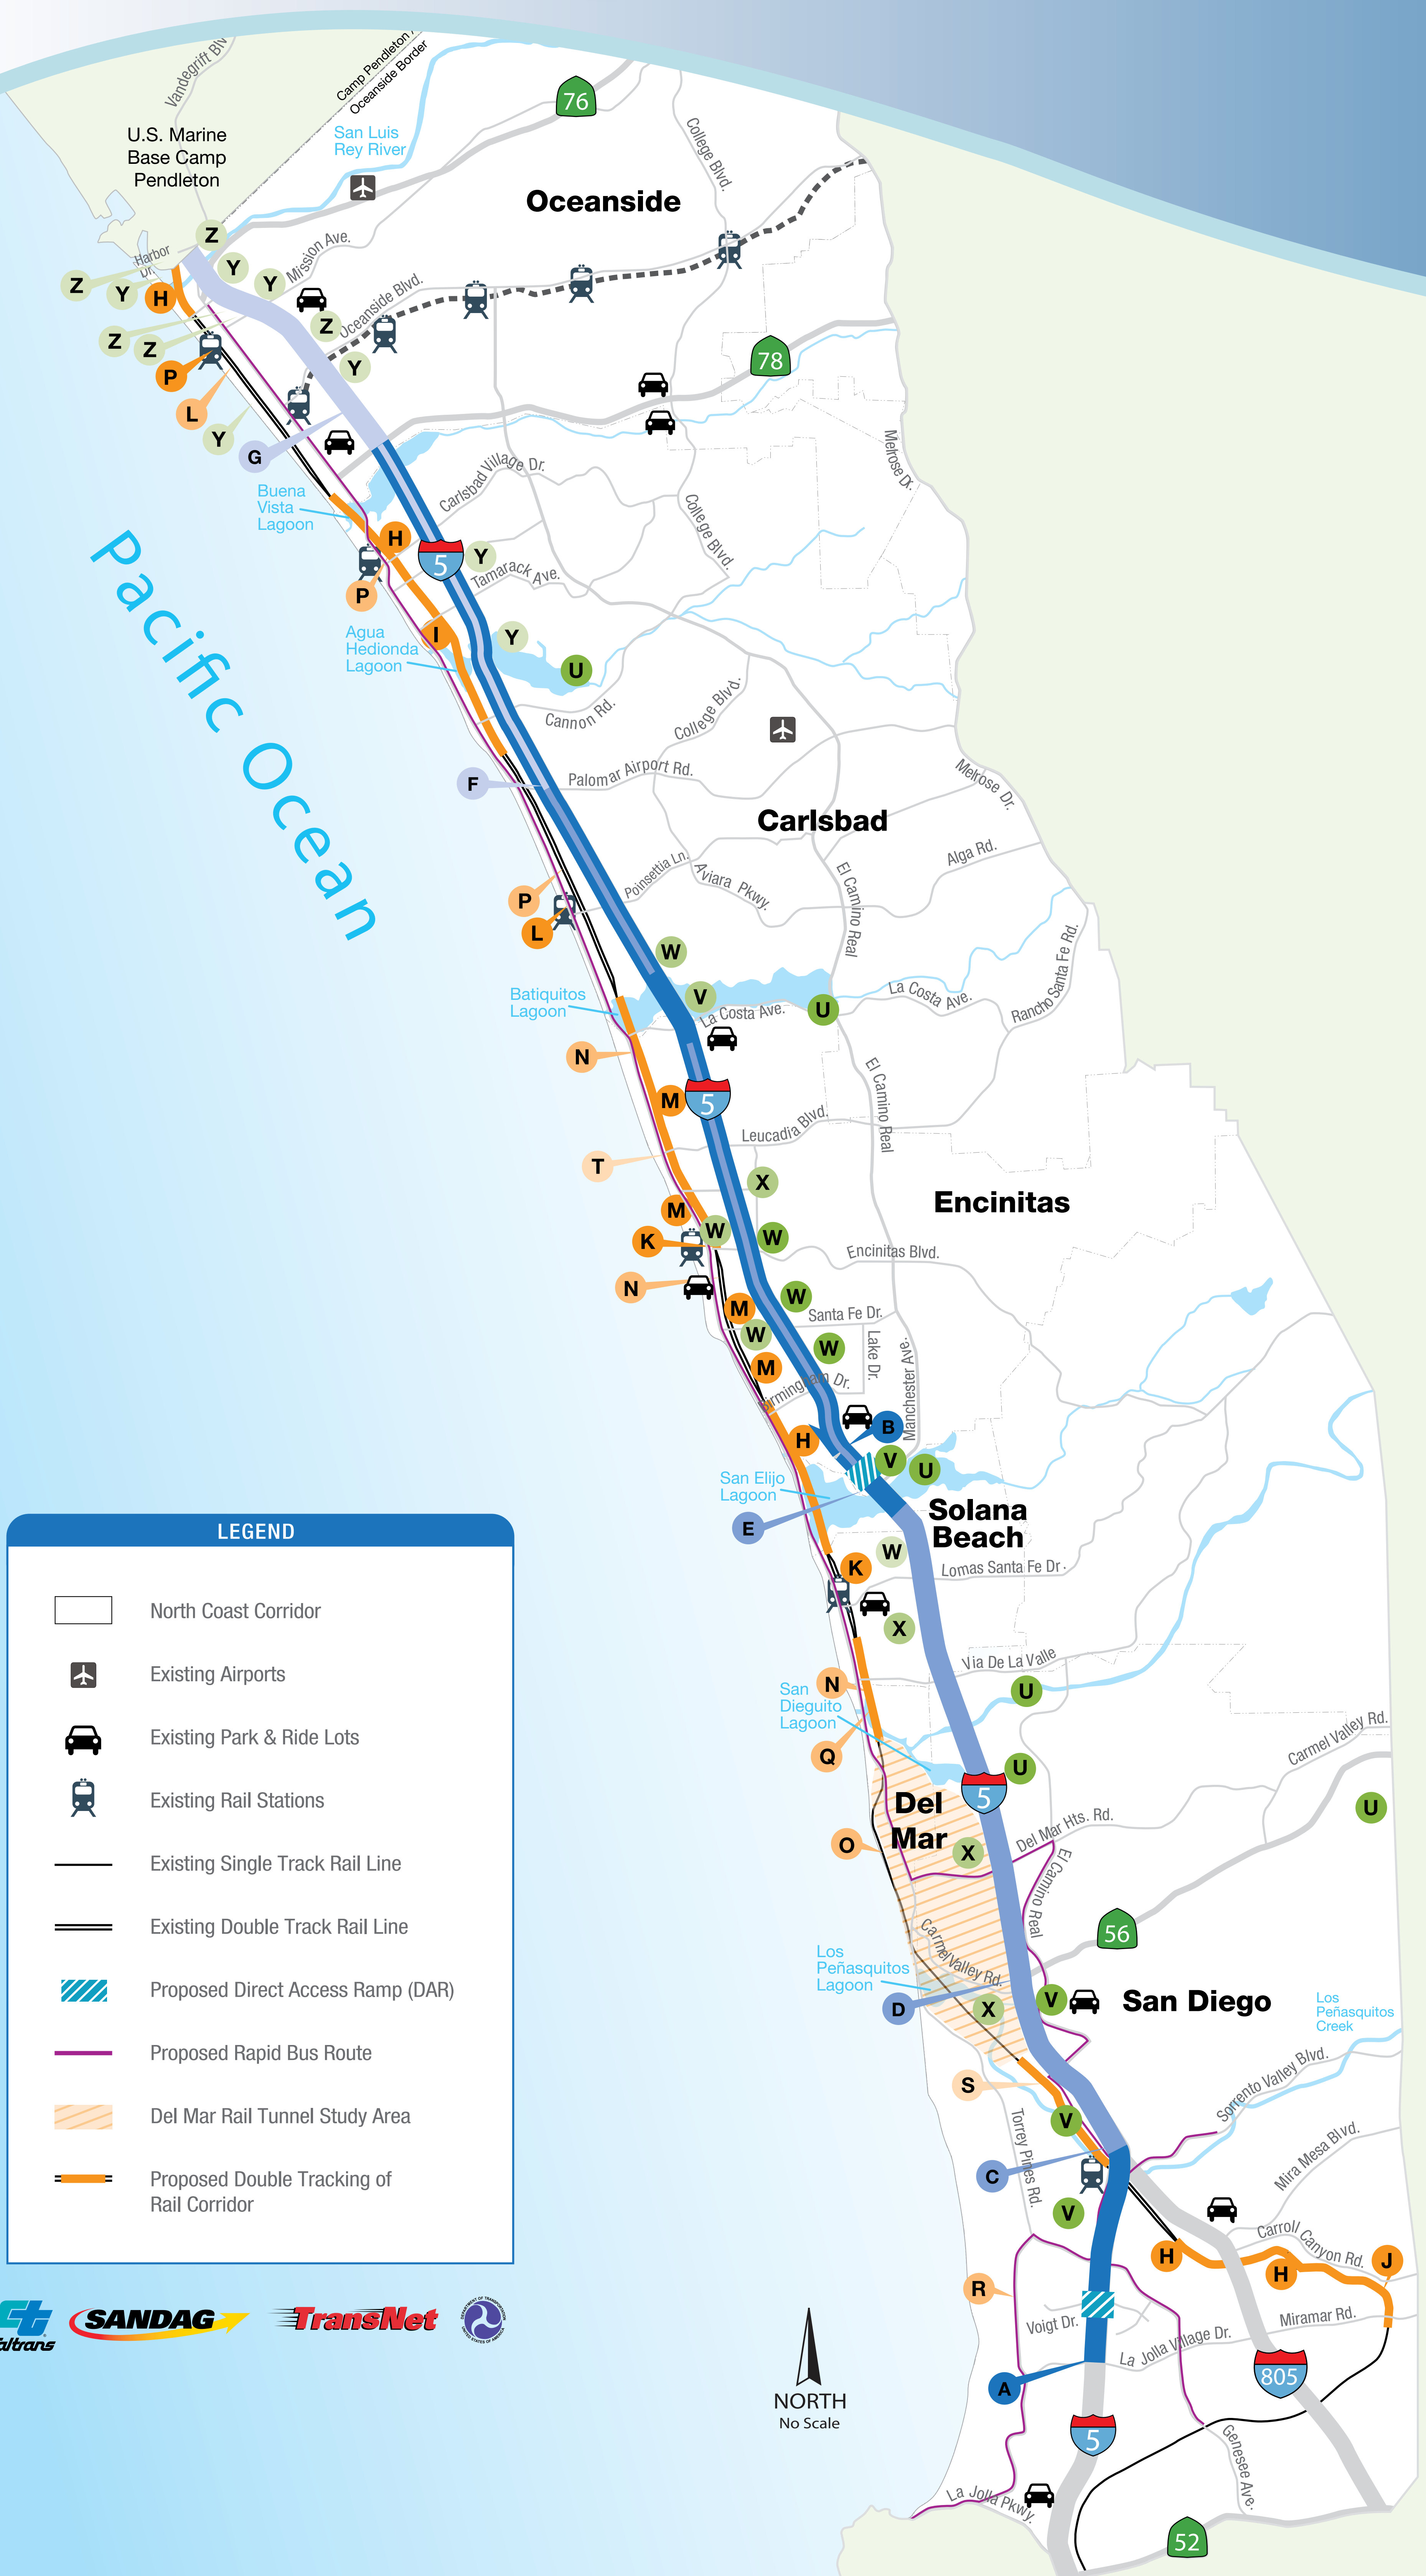 Vandegrift Blv
Camp Pendleton /
Oceanside Border
76
U.S. Marine
Base Camp
Pendleton
San Luis
Rey River
College Blvd.
Oceanside
Z
Harbor
Dr.
Mission Ave.
Y
Y
Z
Y
H
Oceanside Blvd.
Z
Z
Z
78
P
Y
L
Y
G
Melrose Dr.
Carlsbad Village Dr.
Buena
Vista
Lagoon
College Blvd.
H
5
Y
Tamarack Ave.
P
Pacific Ocean
Agua
Hedionda
Lagoon
I
Y
U
Cannon Rd.
College Blvd.
F
Palomar Airport Rd.
Melrose Dr.
Carlsbad
Poinsettia Ln.
Aviara Pkwy.
Alga Rd.
El Camino Real
P
L
W
Batiquitos
Lagoon
V
La Costa Ave.
U
La Costa Ave.
Rancho Santa Fe Rd.
N
M
5
El Camino Real
Leucadia Blvd.
T
X
Encinitas
M
K
W
W
Encinitas Blvd.
N
M
W
Santa Fe Dr.
W
W
Lake Dr.
Manchester Ave.
M
Birmingham Dr.
B
H
V
U
San Elijo
Lagoon
E
Solana
Beach
W
K
Lomas Santa Fe Dr.
X
Via De La Valle
N
U
San
Dieguito
Lagoon
Q
Carmel Valley Rd.
U
5
Del
Mar
U
O
X
Del Mar Hts. Rd.
El Camino Real
56
Carmel Valley Rd.
Los
Peñasquitos
Lagoon
D
X
V
San Diego
Los
Peñasquitos
Creek
S
Sorrento Valley Blvd.
V
Torrey Pines Rd.
C
Mira Mesa Blvd.
V
H
Carroll Canyon Rd.
H
J
R
Voigt Dr.
La Jolla Village Dr.
Miramar Rd.
A
805
5
Genesee Ave.
La Jolla Pkwy.
52
LEGEND
North Coast Corridor
Existing Airports
Existing Park & Ride Lots
Existing Rail Stations
Existing Single Track Rail Line
Existing Double Track Rail Line
Proposed Direct Access Ramp (DAR)
Proposed Rapid Bus Route
Del Mar Rail Tunnel Study Area
Proposed Double Tracking of
Rail Corridor
altrans
SANDAG
TransNet
NORTH
No Scale